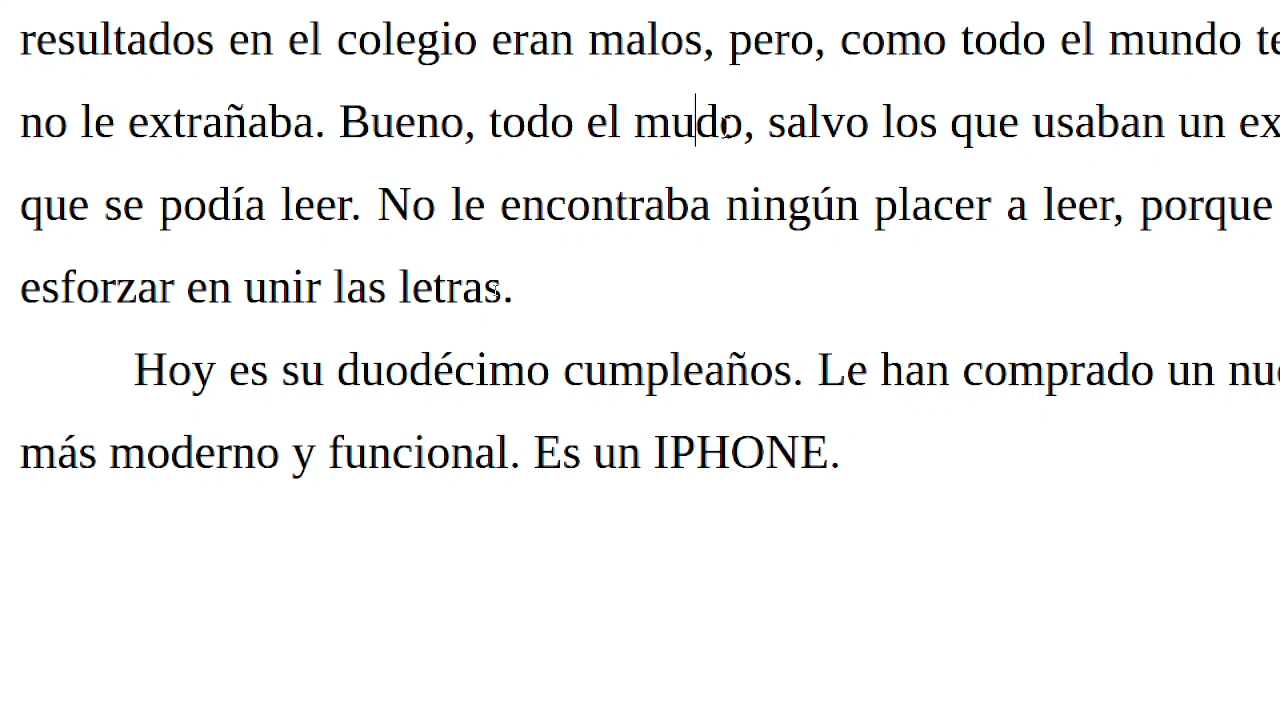 resultados en el colegio eran malos, pero, como todo el mundo
no le extrañaba. Bueno, todo el mudo, salvo los que usaban un
que se podía leer. No le encontraba ningún placer a leer, porque
esforzar en unir las letras.
Hoy es su duodécimo cumpleaños. Le han comprado un
más moderno y funcional. Es un IPHONE.